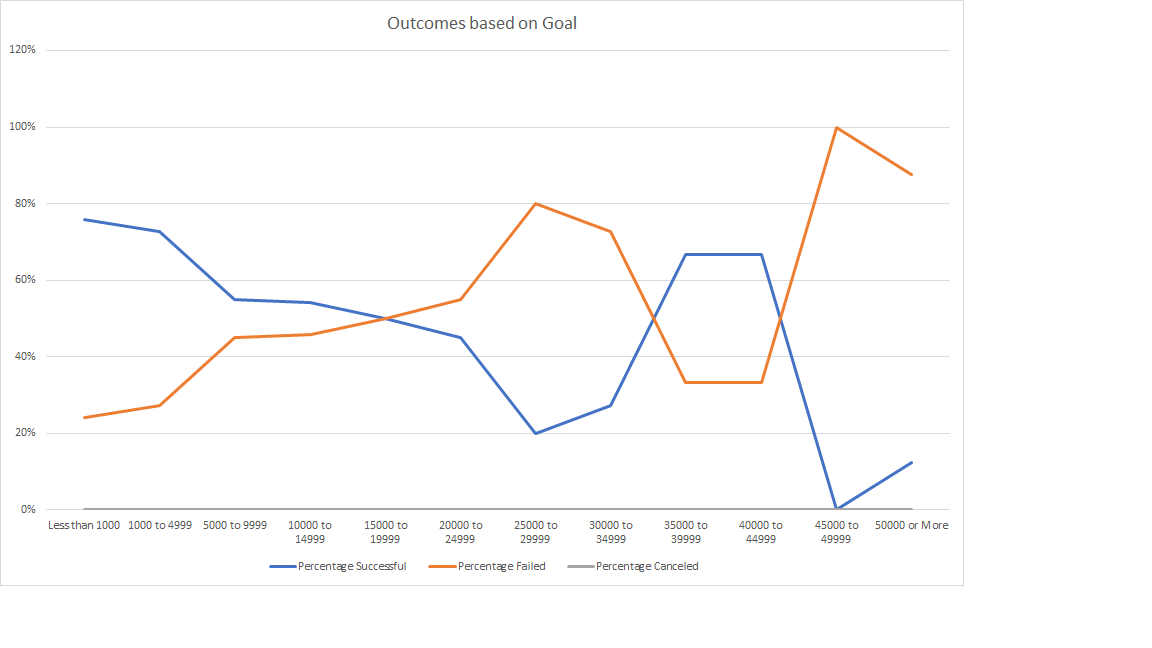 Outcomes based on Goal
120%
100%
80%
60%
40%
20%
0%
Less than 1000
1000 to 4999
5000 to 9999
10000 to
14999
15000 to
19999
20000 to
24999
25000 to
29999
30000 to
34999
35000 to
39999
40000 to
44999
45000 to
49999
50000 or More
Percentage Successful
Percentage Failed
Percentage Canceled